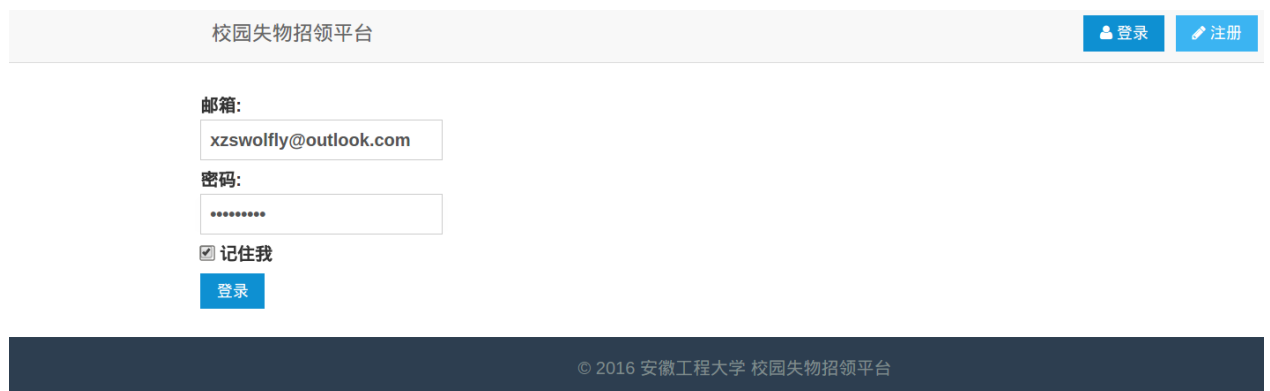 校园失物招领平台
登录 注册
邮箱:
xzswolfly@outlook.com
密码:
•••••••••
记住我
登录
© 2016 安徽工程大学 校园失物招领平台